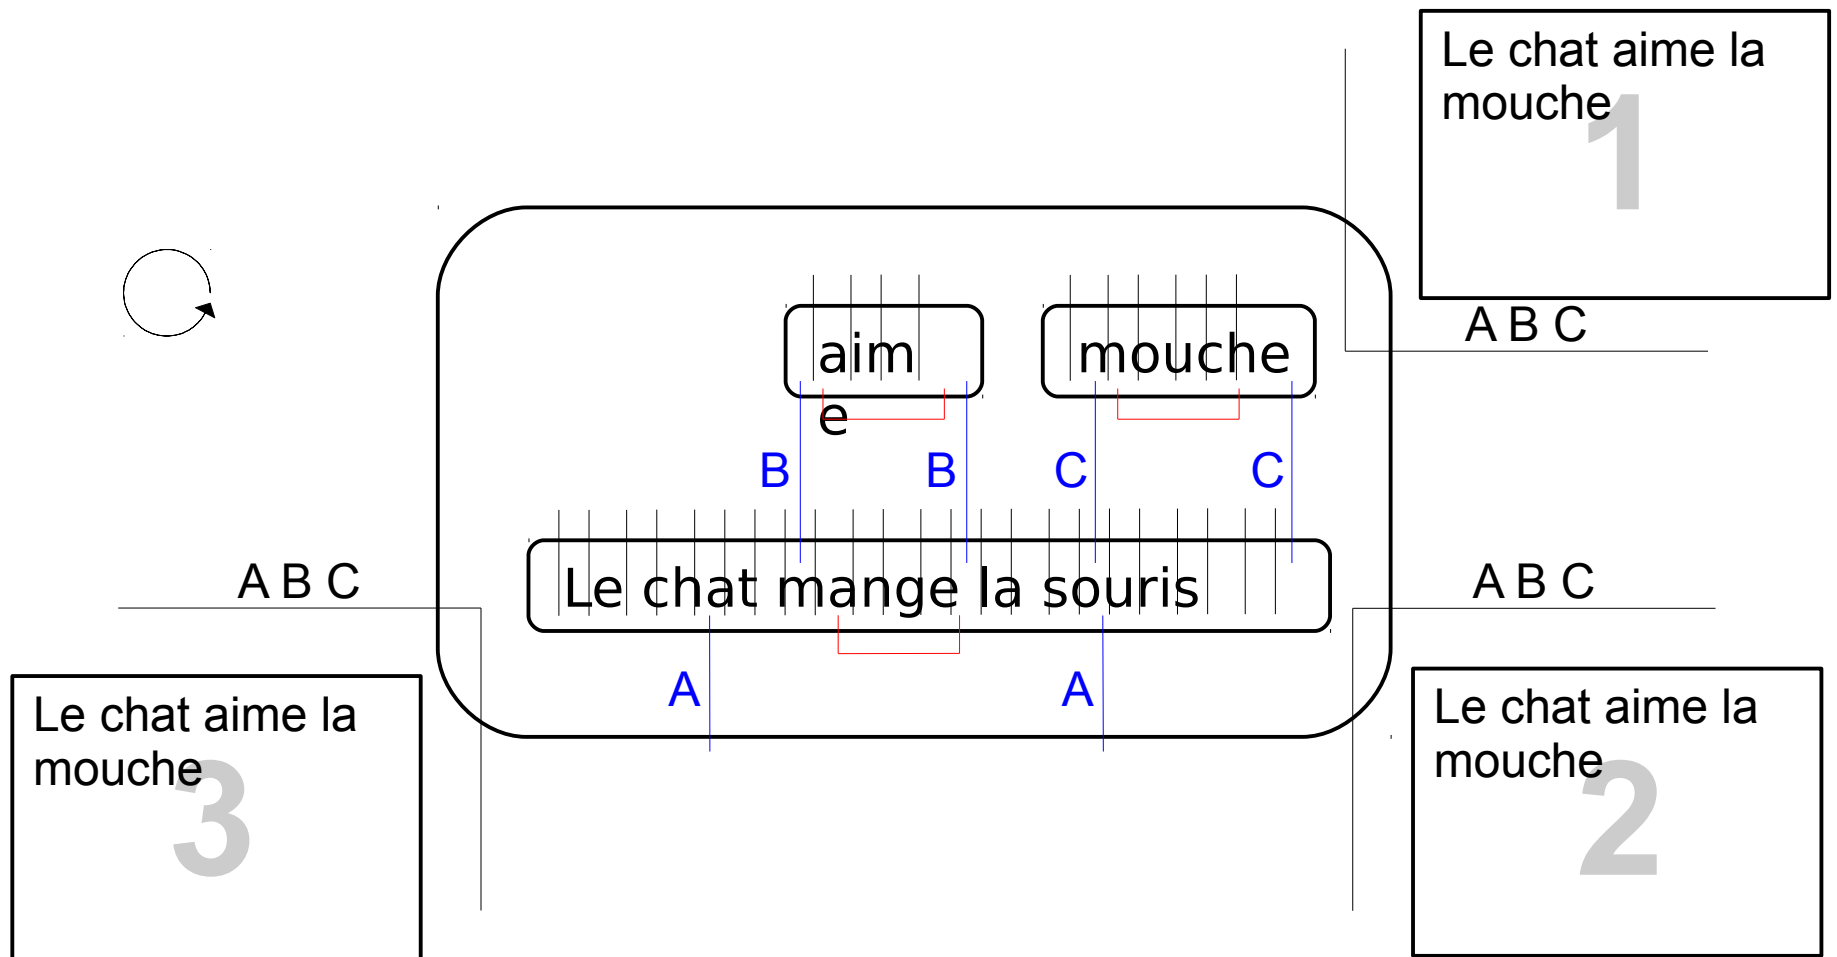 Le chat aime la
mouche
1
A B C
aim
e
mouche
B B C C
Le chat mange la souris
A A
A B C
A B C
Le chat aime la
mouche
3
Le chat aime la
mouche
2